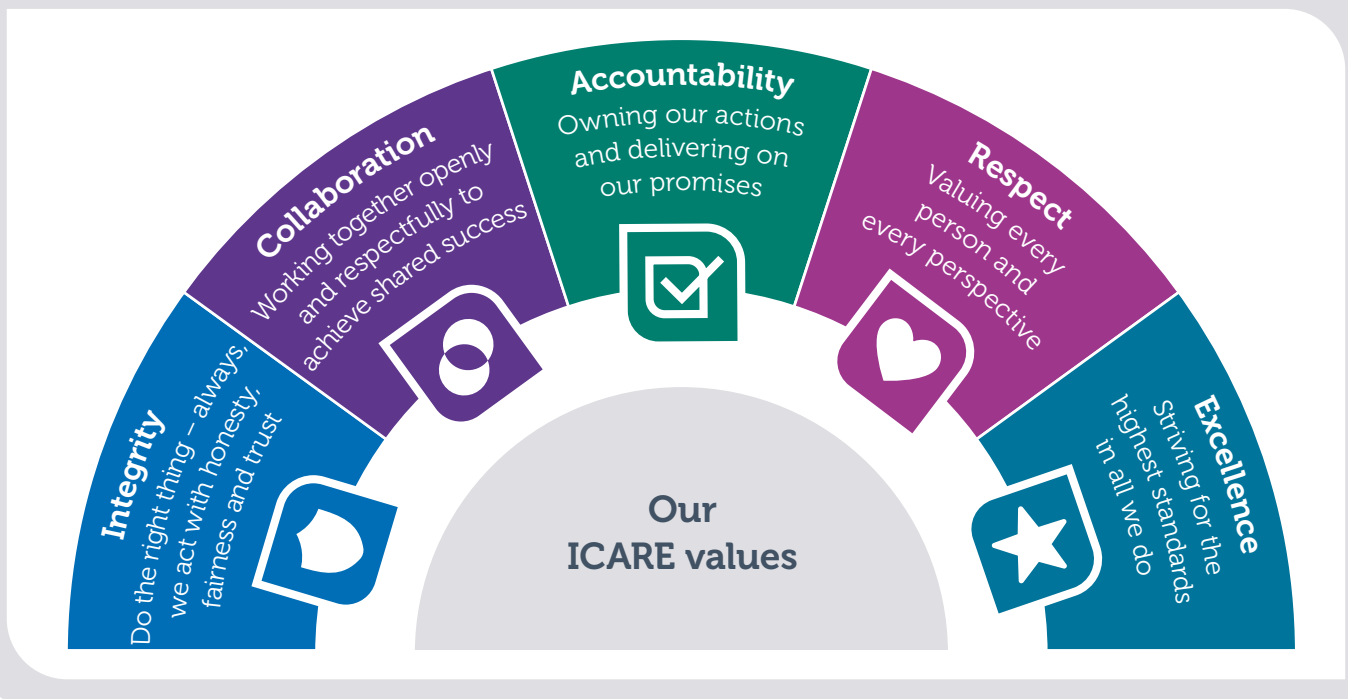 Integrity
Do the right thing – always,
we act with honesty,
fairness and trust
Collaboration
Working together openly
and respectfully to
achieve shared success
Accountability
Owning our actions
and delivering on
our promises
Respect
Valuing every
person and
every perspective
Excellence
Striving for the
highest standards
in all we do
Our
ICARE values